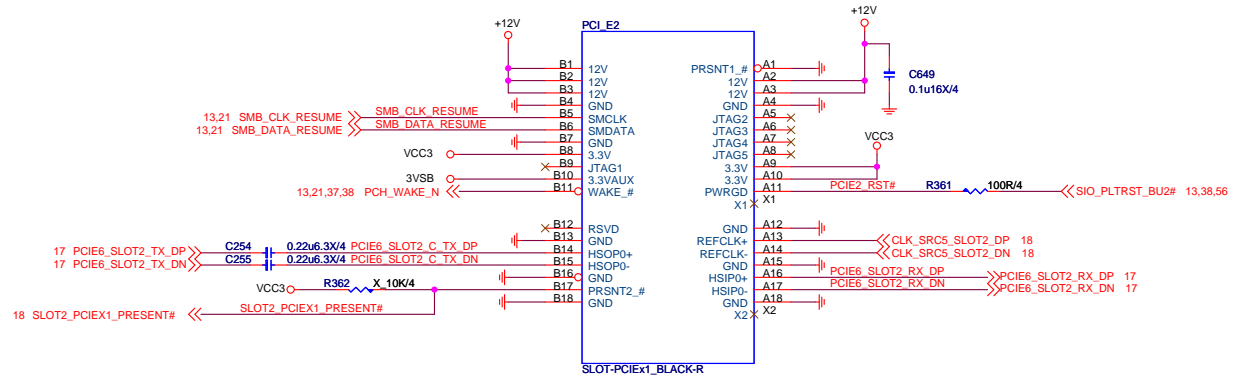 +12V
PCI_E2
+12V
B1 12V
B2 12V
B3 12V
B4 GND
13,21 SMB_CLK_RESUME SMB_CLK_RESUME B5 SMCLK
13,21 SMB_DATA_RESUME SMB_DATA_RESUME B6 SMDATA
B7 GND
VCC3 B8 3.3V
B9 JTAG1
3VSB B10 3.3VAUX
13,21,37,38 PCH_WAKE_N B11 WAKE_#
B12 RSVD
B13 GND
17 PCIE6_SLOT2_TX_DP C254 0.22u6.3X/4 PCIE6_SLOT2_C_TX_DP B14 HSOP0+
17 PCIE6_SLOT2_TX_DN C255 0.22u6.3X/4 PCIE6_SLOT2_C_TX_DN B15 HSOP0-
B16 GND
VCC3 R362 X_10K/4 B17 PRSNT2_#
B18 GND
18 SLOT2_PCIEX1_PRESENT# SLOT2_PCIEX1_PRESENT#
PRSNT1_# A1
12V A2
12V A3
C649
0.1u16X/4
GND A4
JTAG2 A5
JTAG3 A6
JTAG4 A7
JTAG5 A8
VCC3
3.3V A9
3.3V A10
PWRGD A11 PCIE2_RST# R361 100R/4 SIO_PLTRST_BU2# 13,38,56
X1 X1
GND A12
REFCLK+ A13 CLK_SRC5_SLOT2_DP 18
REFCLK- A14 CLK_SRC5_SLOT2_DN 18
GND A15
HSIP0+ A16 PCIE6_SLOT2_RX_DP PCIE6_SLOT2_RX_DP 17
HSIP0- A17 PCIE6_SLOT2_RX_DN PCIE6_SLOT2_RX_DN 17
GND A18
X2 X2
SLOT-PCIEx1_BLACK-R